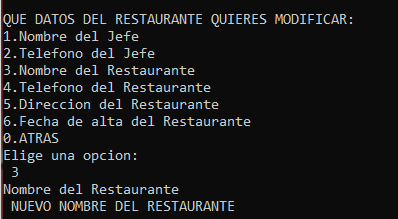 QUE DATOS DEL RESTAURANTE QUIERES MODIFICAR:
1.Nombre del Jefe
2.Telefono del Jefe
3.Nombre del Restaurante
4.Telefono del Restaurante
5.Direccion del Restaurante
6.Fecha de alta del Restaurante
0.ATRAS
Elige una opcion:
3
Nombre del Restaurante
NUEVO NOMBRE DEL RESTAURANTE